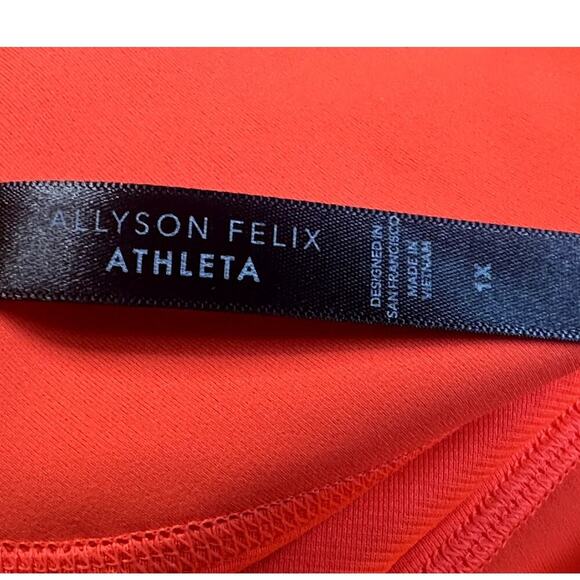 ALLYSON FELIX
ATHLETA
DESIGNED IN
SAN FRANCISCO
MADE IN
VIETNAM
1X